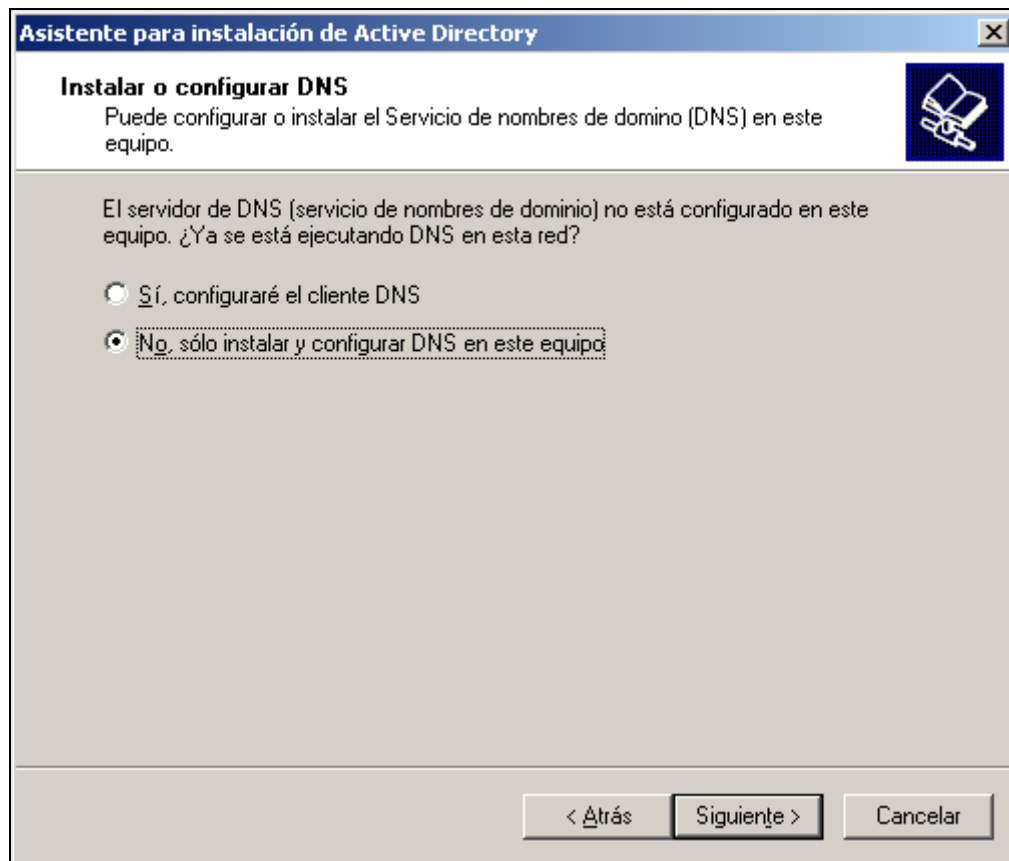 Asistente para instalación de Active Directory
Instalar o configurar DNS
Puede configurar o instalar el Servicio de nombres de domino (DNS) en este
equipo.
El servidor de DNS (servicio de nombres de dominio) no está configurado en este
equipo. ¿Ya se está ejecutando DNS en esta red?
Sí, configuraré el cliente DNS
No, sólo instalar y configurar DNS en este equipo
< Atrás
Siguiente >
Cancelar